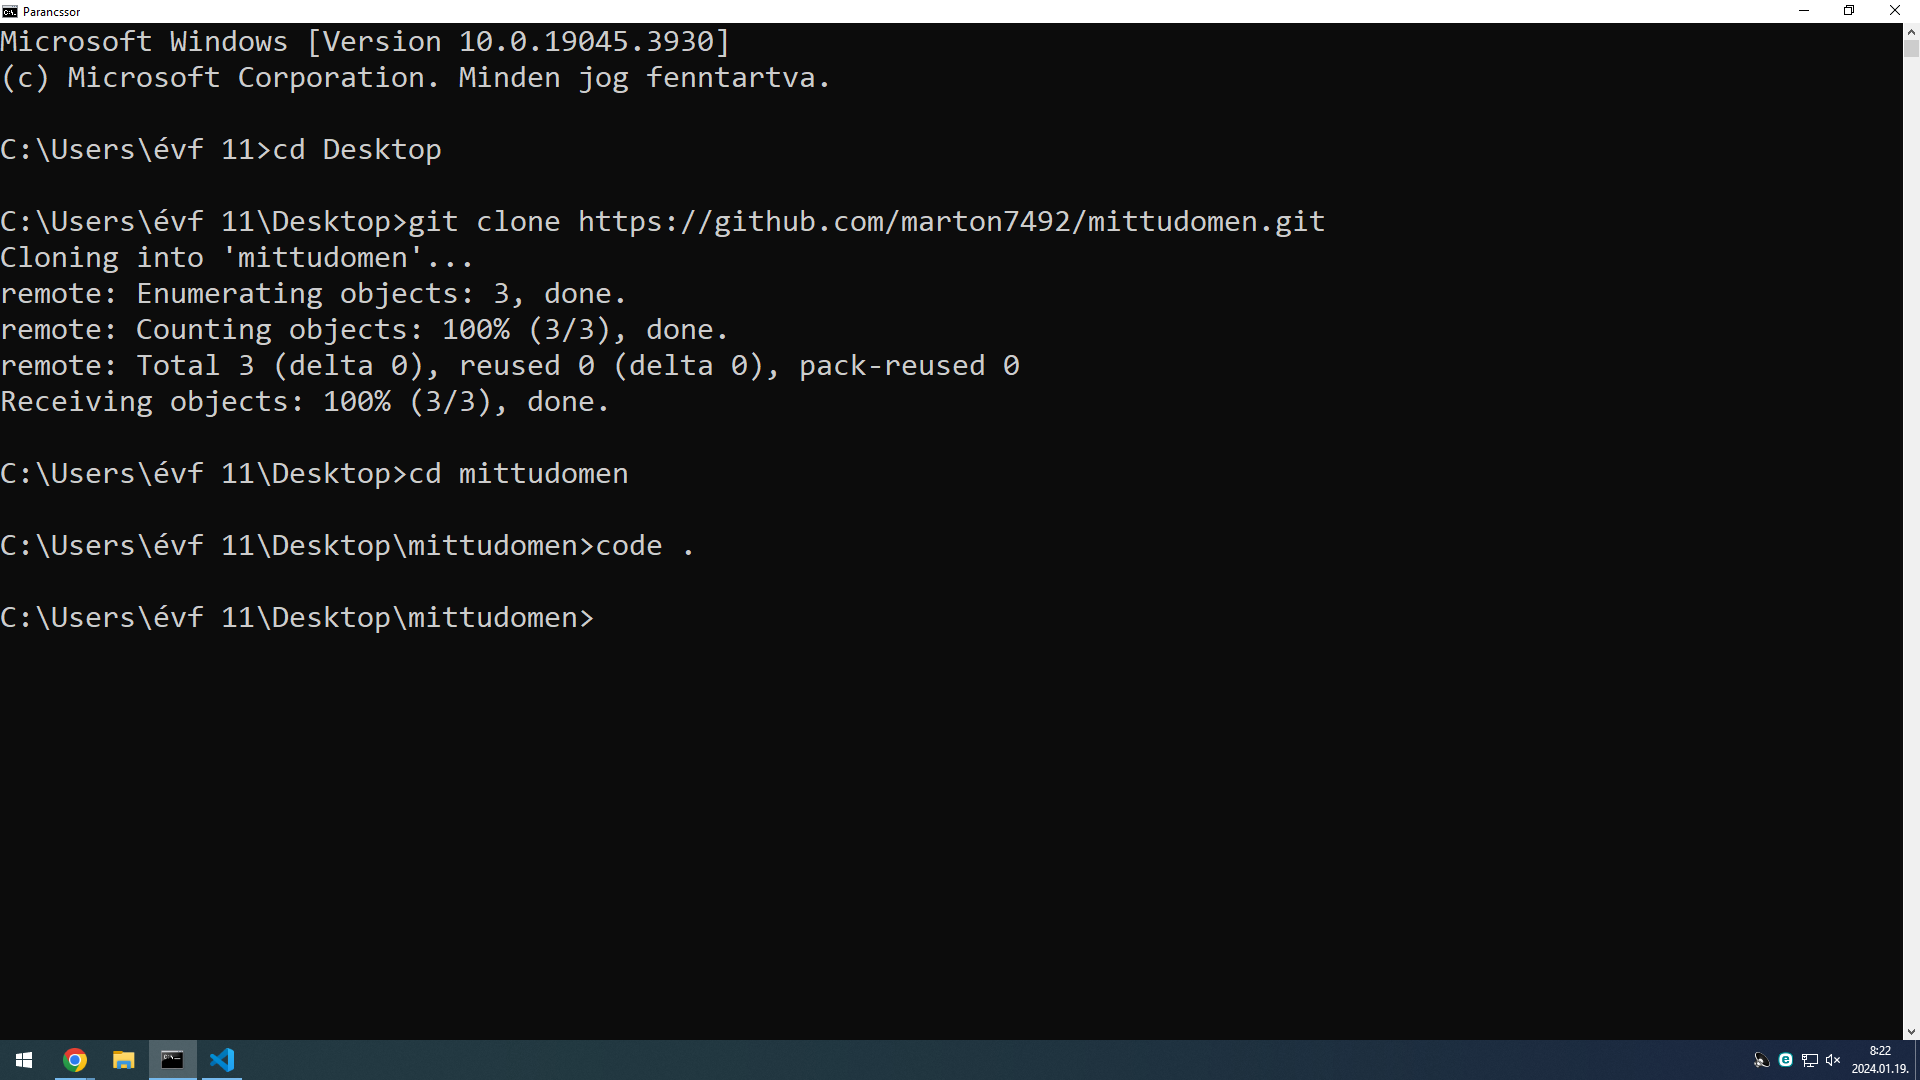 Parancssor
Microsoft Windows [Version 10.0.19045.3930]
(c) Microsoft Corporation. Minden jog fenntartva.
C:\Users\évf 11>cd Desktop
C:\Users\évf 11\Desktop>git clone https://github.com/marton7492/mittudomen.git
Cloning into 'mittudomen'...
remote: Enumerating objects: 3, done.
remote: Counting objects: 100% (3/3), done.
remote: Total 3 (delta 0), reused 0 (delta 0), pack-reused 0
Receiving objects: 100% (3/3), done.
C:\Users\évf 11\Desktop>cd mittudomen
C:\Users\évf 11\Desktop\mittudomen>code .
C:\Users\évf 11\Desktop\mittudomen>
8:22
2024.01.19.